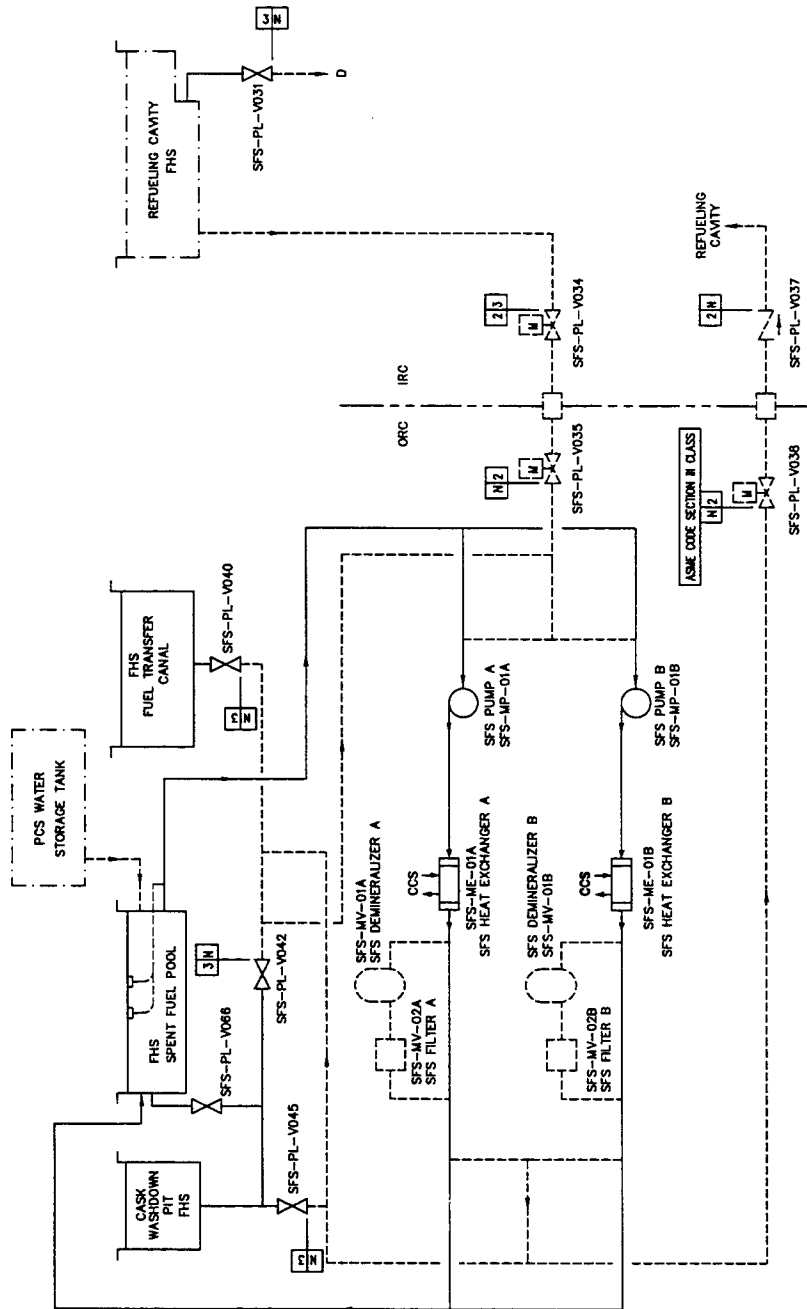 REFUELING CAVITY
FHS
3 N
SFS-PL-V031
D
REFUELING
CAVITY
2 3
M
SFS-PL-V034
2 N
SFS-PL-V037
IRC
ORC
N 2
M
SFS-PL-V035
ASME CODE SECTION III CLASS
N 2
M
SFS-PL-V038
FHS
FUEL TRANSFER
CANAL
SFS-PL-V040
N 3
PCS WATER
STORAGE TANK
SFS PUMP A
SFS-MP-01A
SFS PUMP B
SFS-MP-01B
FHS
SPENT FUEL POOL
3 N
SFS-PL-V042
SFS-PL-V066
CCS
SFS-ME-01A
SFS HEAT EXCHANGER A
CCS
SFS-ME-01B
SFS HEAT EXCHANGER B
SFS-MV-01A
SFS DEMINERALIZER A
SFS DEMINERALIZER B
SFS-MV-01B
SFS-MV-02A
SFS FILTER A
SFS-MV-02B
SFS FILTER B
CASK
WASHDOWN
PIT
FHS
SFS-PL-V045
N 3